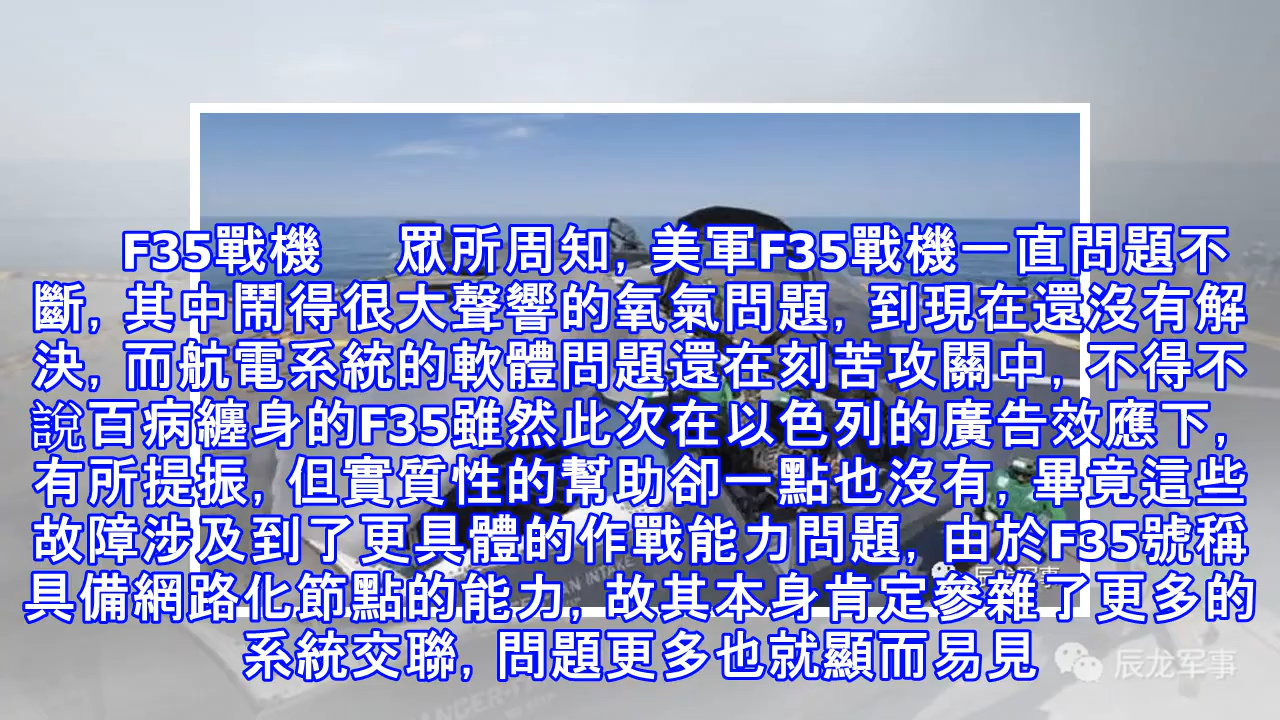 F35戰機　眾所周知, 美軍F35戰機一直問題不
斷, 其中鬧得很大聲響的氧氣問題, 到現在還沒有解
決, 而航電系統的軟體問題還在刻苦攻關中, 不得不
說百病纏身的F35雖然此次在以色列的廣告效應下,
有所提振, 但實質性的幫助卻一點也沒有, 畢竟這些
故障涉及到了更具體的作戰能力問題, 由於F35號稱
具備網路化節點的能力, 故其本身肯定參雜了更多的
系統交聯, 問題更多也就顯而易見
辰龙军事
INTAKE
辰龙军事
DANGER